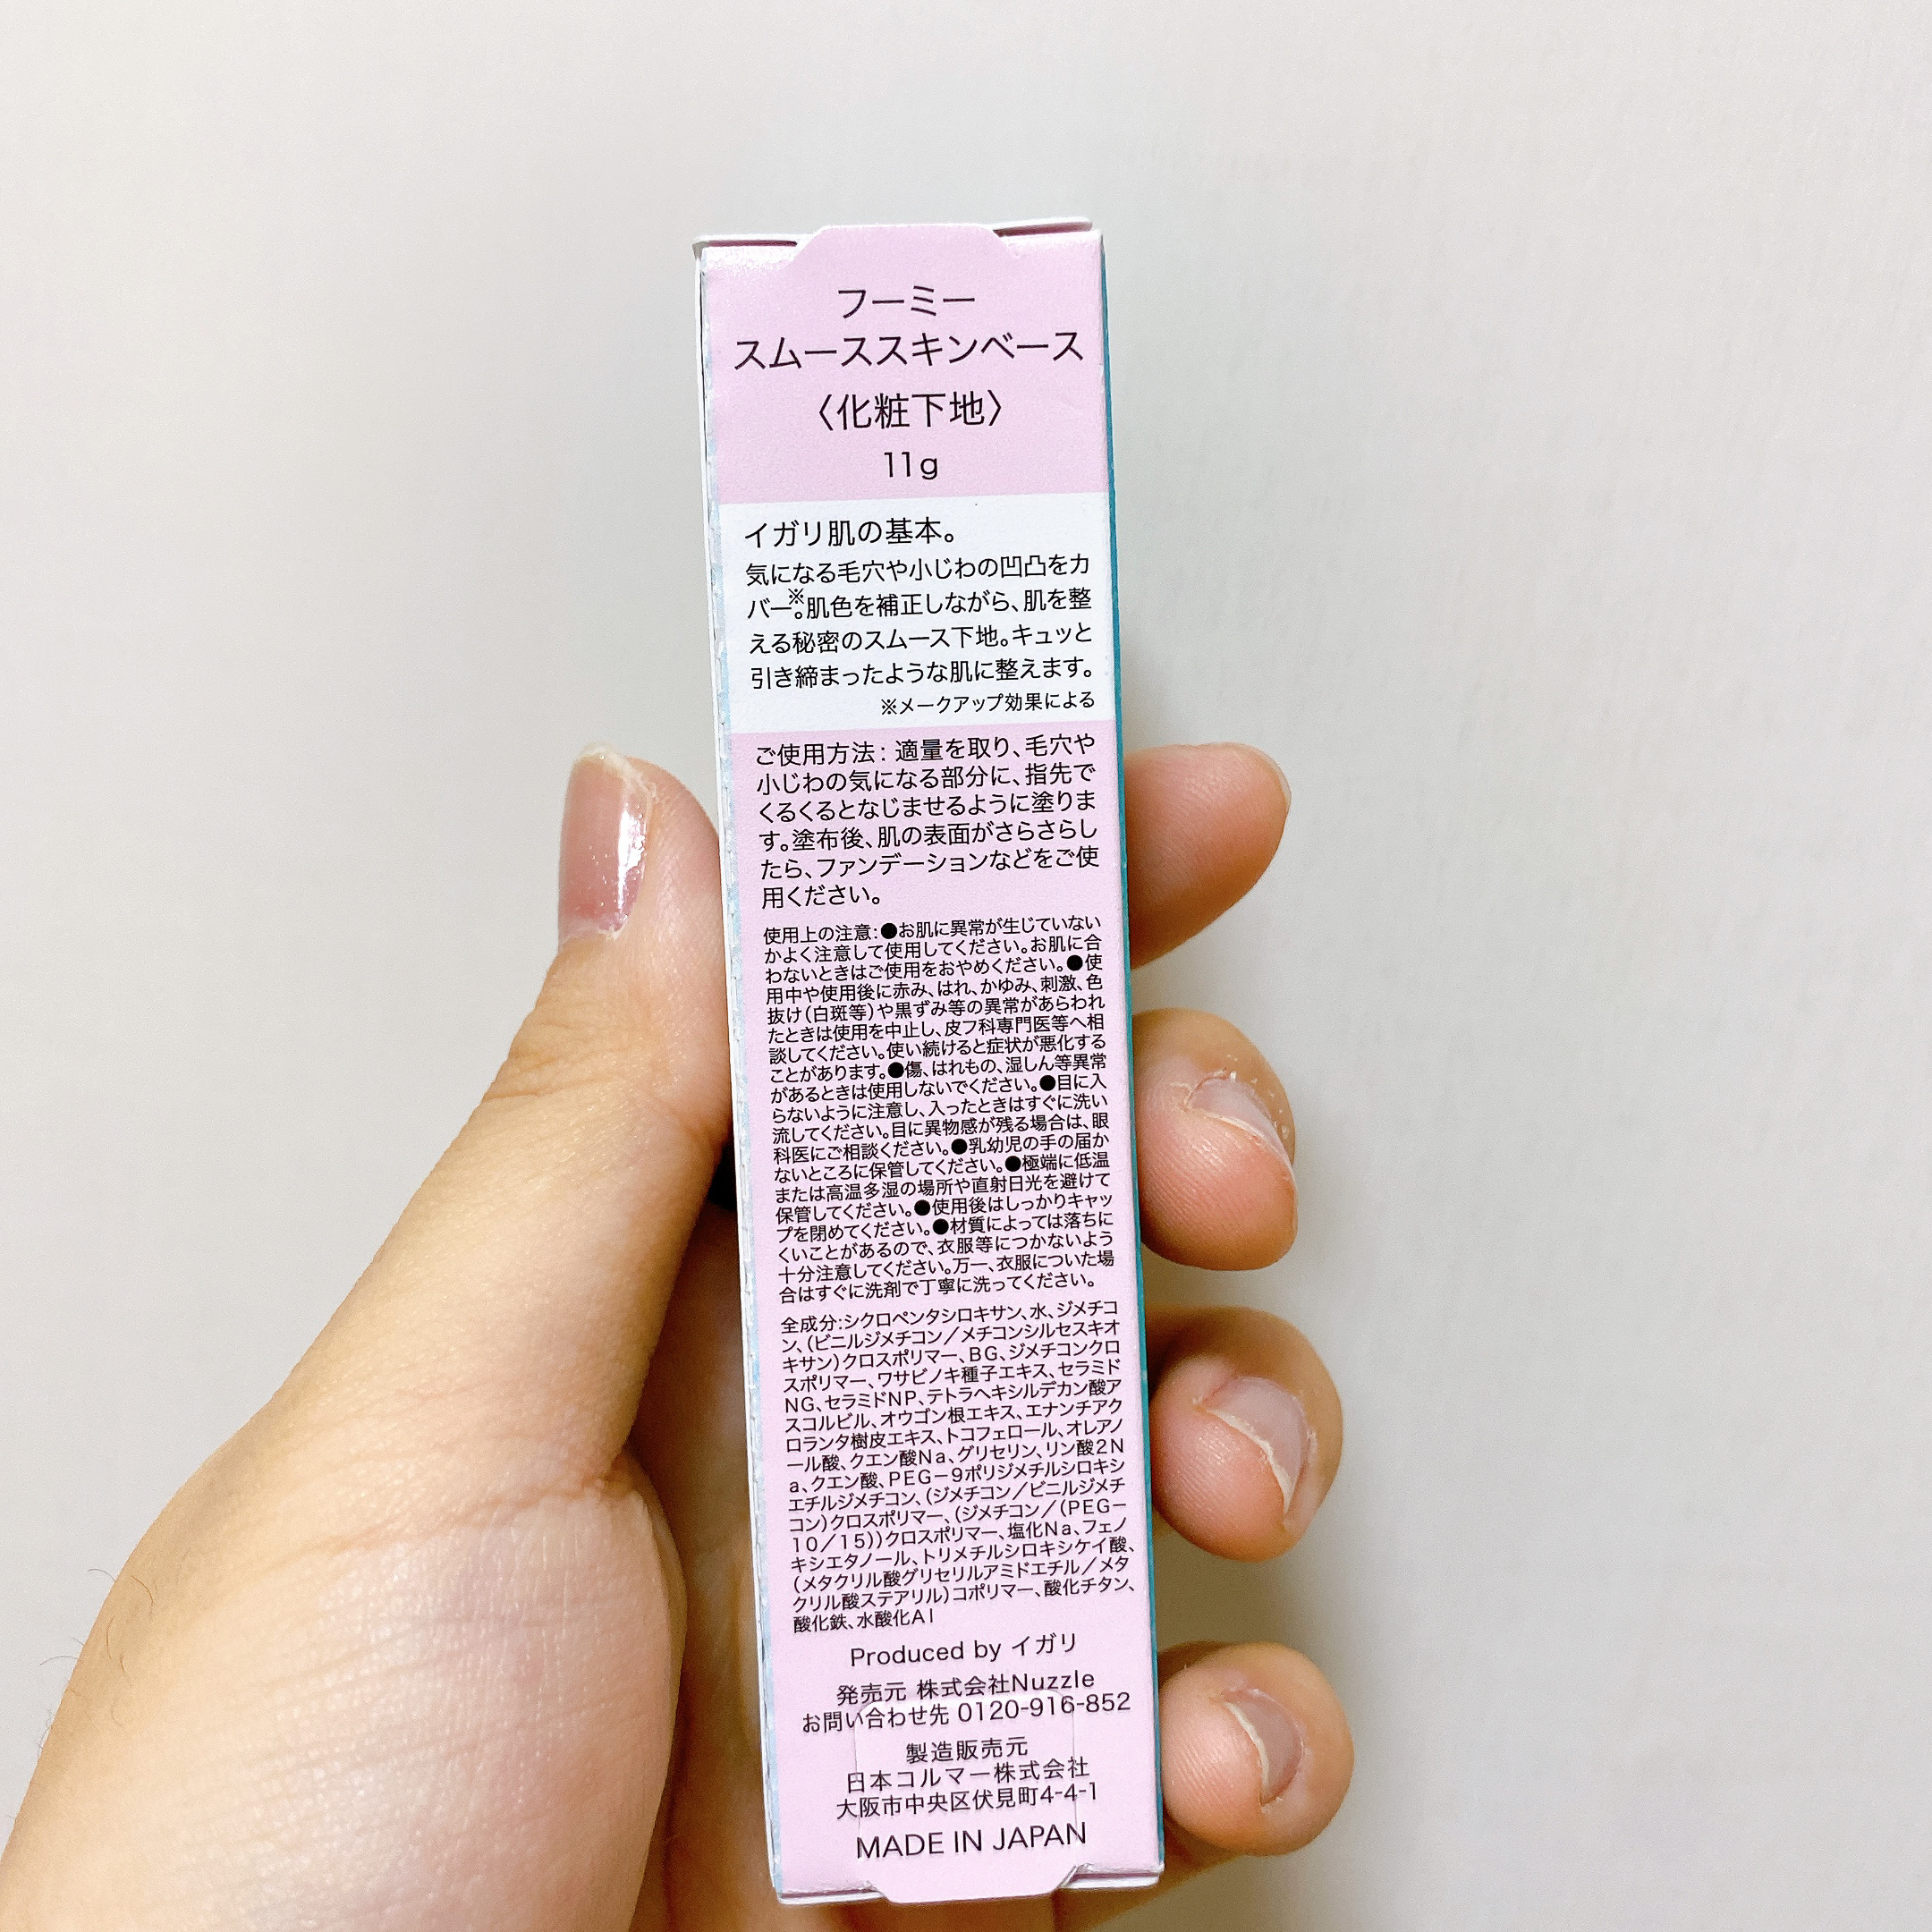 フーミー
スムーススキンベース
〈化粧下地〉
11g
イガリ肌の基本。
気になる毛穴や小じわの凹凸をカ
バー※。肌色を補正しながら、肌を整
える秘密のスムース下地。キュッと
引き締まったような肌に整えます。
※メークアップ効果による
ご使用方法：適量を取り、毛穴や
小じわの気になる部分に、指先で
くるくるとなじませるように塗りま
す。塗布後、肌の表面がさらさらし
たら、ファンデーションなどをご使
用ください。
使用上の注意：●お肌に異常が生じていない
かよく注意して使用してください。お肌に合
わないときはご使用をおやめください。●使
用中や使用後に赤み、はれ、かゆみ、刺激、色
抜け（白斑等）や黒ずみ等の異常があらわれ
たときは使用を中止し、皮フ科専門医等へ相
談してください。使い続けると症状が悪化する
ことがあります。●傷、はれもの、湿しん等異常
があるときは使用しないでください。●目に入
らないように注意し、入ったときはすぐに洗い
流してください。目に異物感が残る場合は、眼
科医にご相談ください。●乳幼児の手の届か
ないところに保管してください。●極端に低温
または高温多湿の場所や直射日光を避けて
保管してください。●使用後はしっかりキャッ
プを閉めてください。●材質によっては落ちに
くいことがあるので、衣服等につかないよう
十分注意してください。万一、衣服についた場
合はすぐに洗剤で丁寧に洗ってください。
全成分：シクロペンタシロキサン、水、ジメチコ
ン、（ビニルジメチコン／メチコンシルセスキオ
キサン）クロスポリマー、BG、ジメチコンクロ
スポリマー、ワサビノキ種子エキス、セラミド
NG、セラミドNP、テトラヘキシルデカン酸ア
スコルビル、オウゴン根エキス、エナンチアク
ロランタ樹皮エキス、トコフェロール、オレアノ
ール酸、クエン酸Na、グリセリン、リン酸2N
a、クエン酸、PEG－9ポリジメチルシロキシ
エチルジメチコン、（ジメチコン／ビニルジメチ
コン）クロスポリマー、（ジメチコン／（PEG－
10／15））クロスポリマー、塩化Na、フェノ
キシエタノール、トリメチルシロキシケイ酸、
（メタクリル酸グリセリルアミドエチル／メタ
クリル酸ステアリル）コポリマー、酸化チタン、
酸化鉄、水酸化Al
Produced by イガリ
発売元 株式会社Nuzzle
お問い合わせ先 0120-916-852
製造販売元
日本コルマー株式会社
大阪市中央区伏見町4-4-1
MADE IN JAPAN